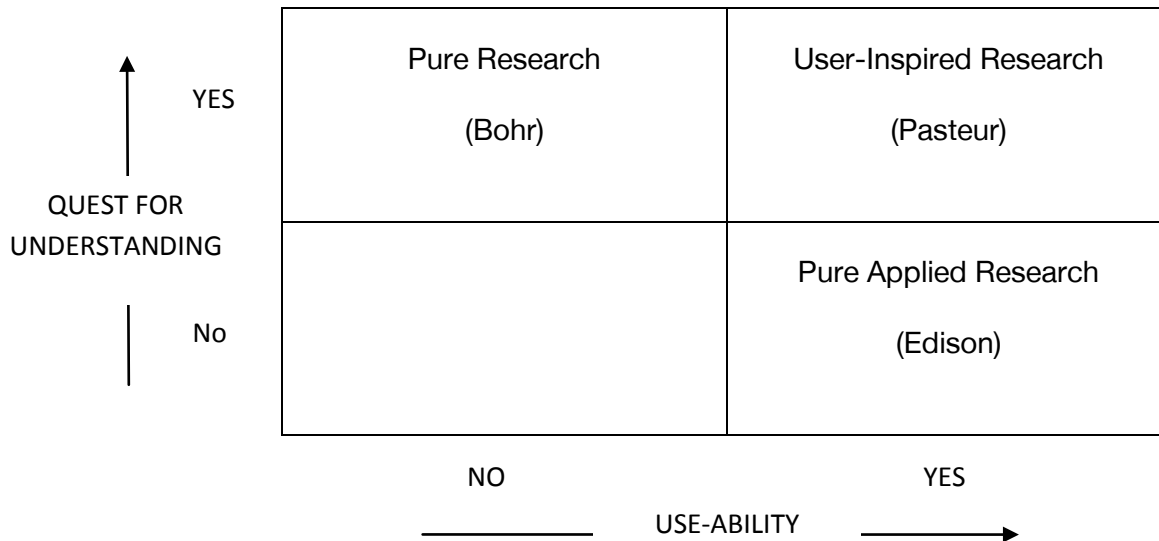 Pure Research
(Bohr)
User-Inspired Research
(Pasteur)
YES
QUEST FOR
UNDERSTANDING
No
Pure Applied Research
(Edison)
NO
YES
USE-ABILITY